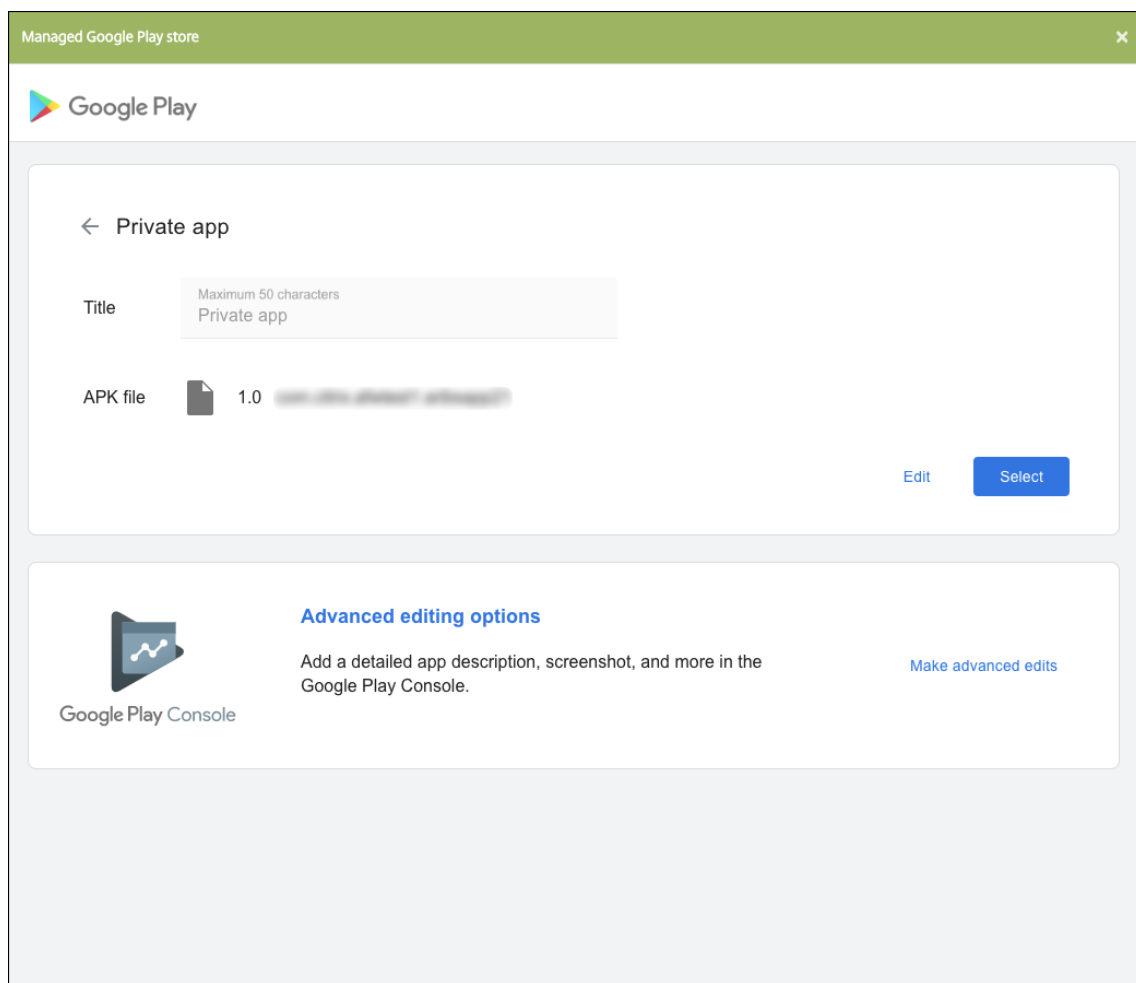 Managed Google Play store
Google Play
Private app
Title
Maximum 50 characters
Private app
APK file 1.0
Edit Select
Advanced editing options
Add a detailed app description, screenshot, and more in the
Google Play Console.
Make advanced edits
Google Play Console